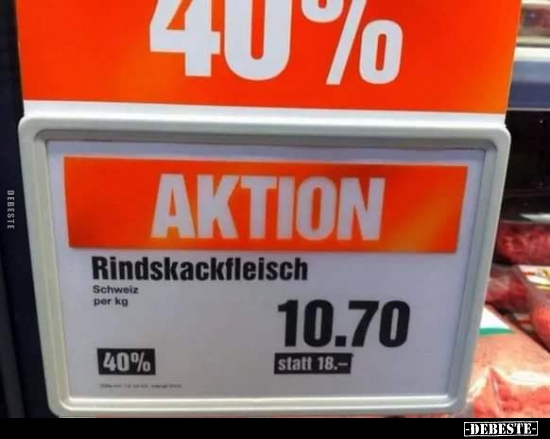 40%
AKTION
Rindskackfleisch
Schweiz
per kg
10.70
40%
statt 18.-
DEBESTE
-DEBESTE-